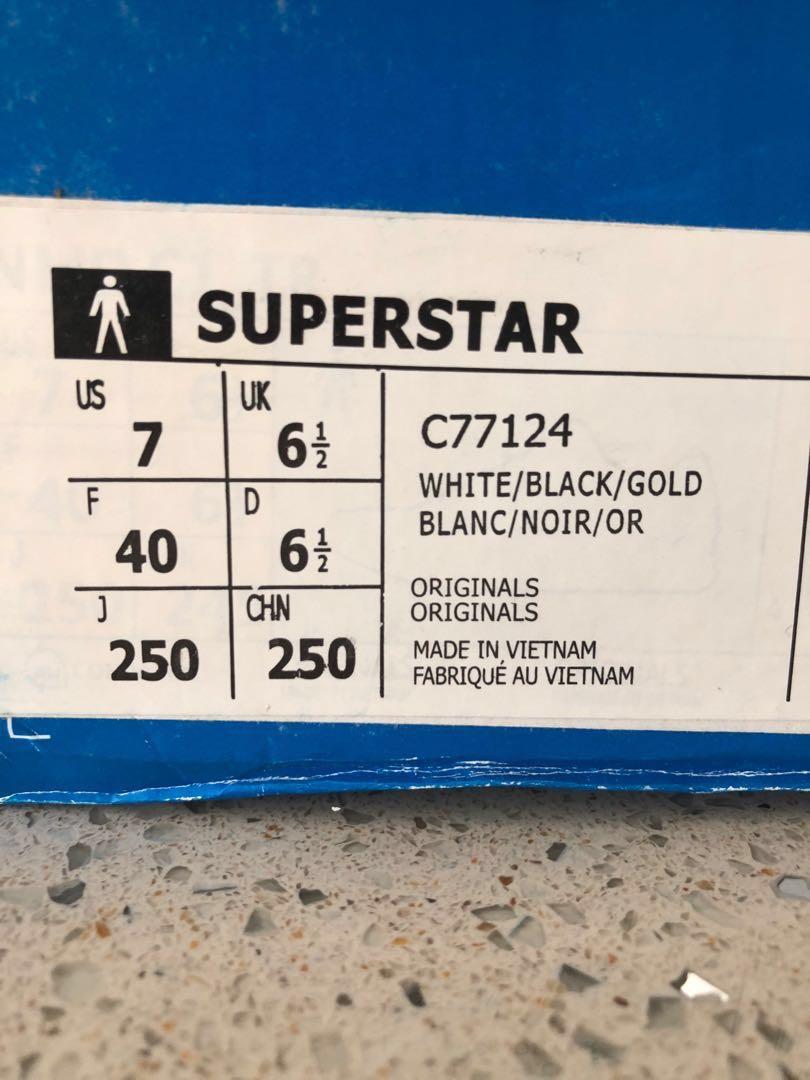 SUPERSTAR
US
7
UK
6½
F
40
D
6½
J
250
CHN
250
C77124
WHITE/BLACK/GOLD
BLANC/NOIR/OR
ORIGINALS
ORIGINALS
MADE IN VIETNAM
FABRIQUÉ AU VIETNAM